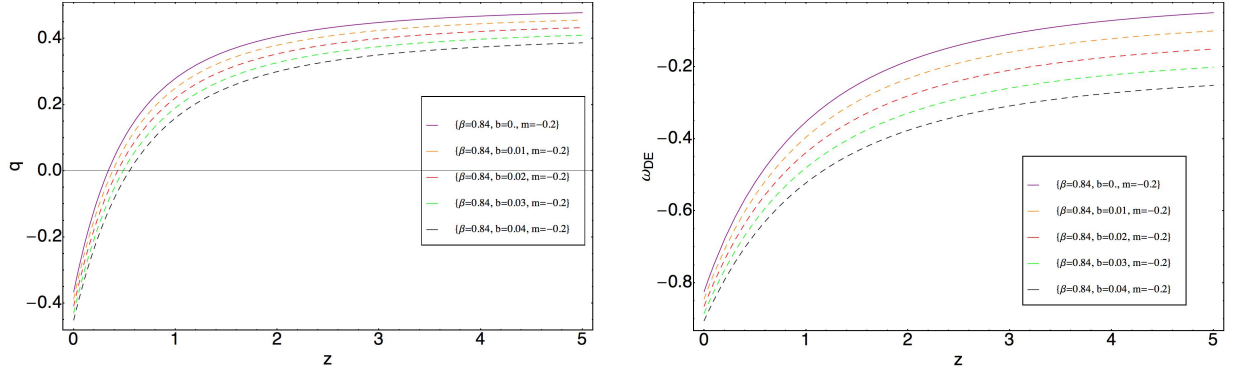 0.4
0.2
0.0
−0.2
−0.4
q
{β=0.84, b=0., m=−0.2}
{β=0.84, b=0.01, m=−0.2}
{β=0.84, b=0.02, m=−0.2}
{β=0.84, b=0.03, m=−0.2}
{β=0.84, b=0.04, m=−0.2}
0 1 2 3 4 5
z
−0.2
−0.4
−0.6
−0.8
ωDE
{β=0.84, b=0., m=−0.2}
{β=0.84, b=0.01, m=−0.2}
{β=0.84, b=0.02, m=−0.2}
{β=0.84, b=0.03, m=−0.2}
{β=0.84, b=0.04, m=−0.2}
0 1 2 3 4 5
z